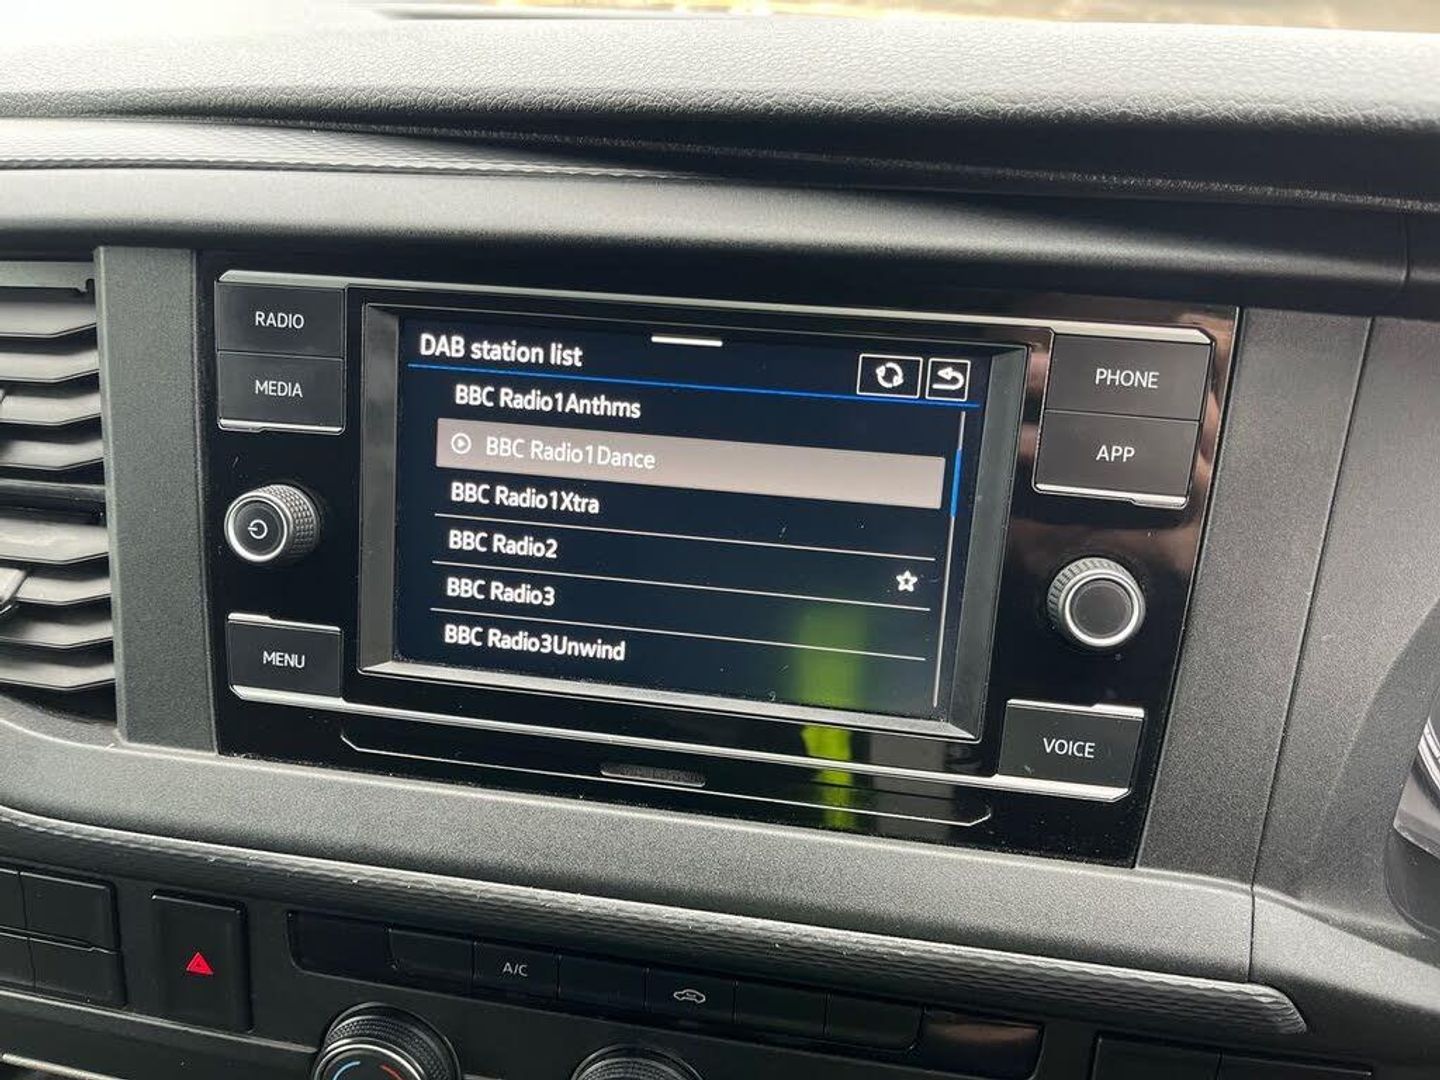 RADIO
MEDIA
MENU
DAB station list
BBC Radio1Anthms
BBC Radio1Dance
BBC Radio1Xtra
BBC Radio2
BBC Radio3
BBC Radio3Unwind
PHONE
APP
VOICE
A/C